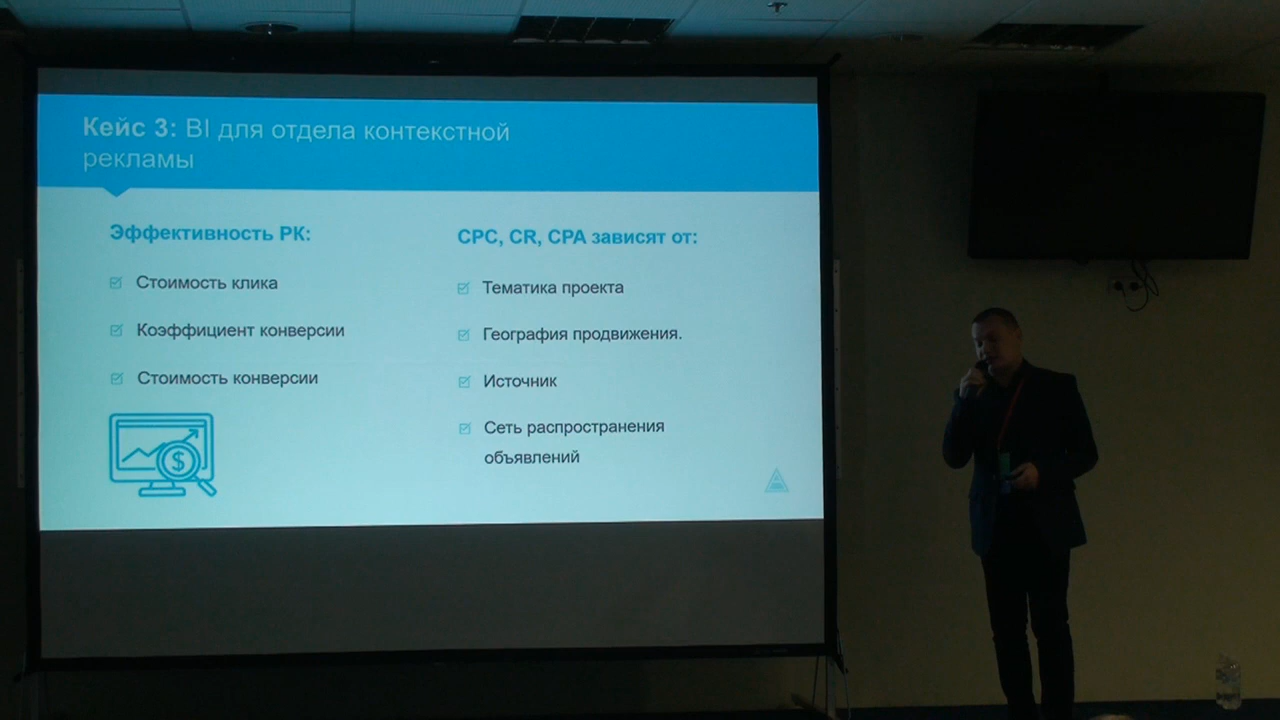 Кейс 3: BI для отдела контекстной
рекламы
Эффективность РК:
Стоимость клика
Коэффициент конверсии
Стоимость конверсии
$
CPC, CR, CPA зависят от:
Тематика проекта
География продвижения.
Источник
Сеть распространения
объявлений